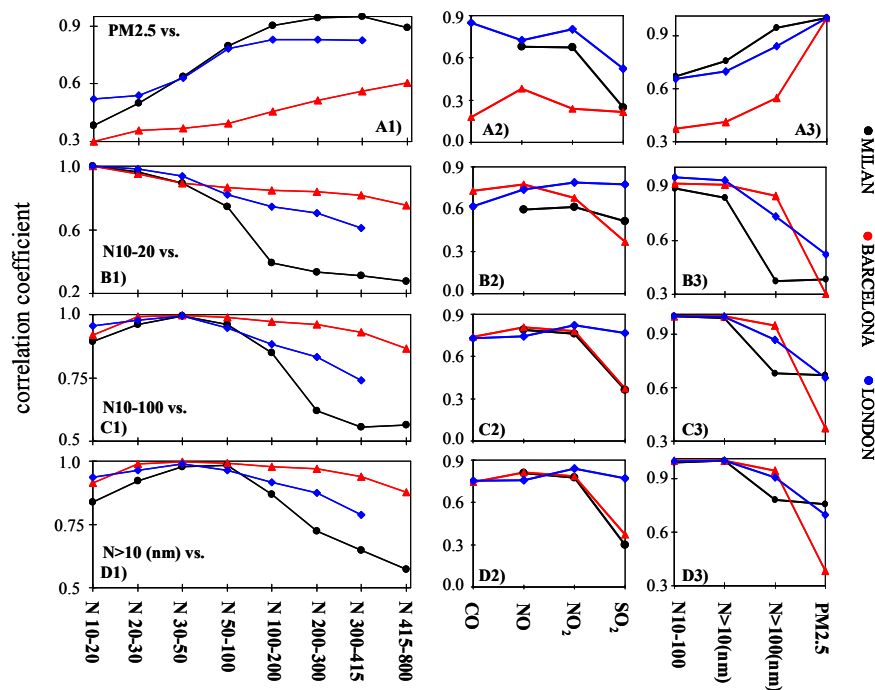 correlation coefficient
0.9
0.6
0.3
PM2.5 vs.
A1)
0.9
0.6
0.3
0.0
A2)
0.9
0.6
0.3
A3)
1.0
0.8
0.6
0.4
0.2
N10-20 vs.
B1)
0.9
0.6
0.3
0.0
B2)
0.9
0.6
0.3
B3)
1.0
0.75
0.5
N10-100 vs.
C1)
0.9
0.6
0.3
0.0
C2)
0.9
0.6
0.3
C3)
1.0
0.75
0.5
N>10 (nm) vs.
D1)
0.9
0.6
0.3
0.0
D2)
0.9
0.6
0.3
D3)
N 10-20
N 20-30
N 30-50
N 50-100
N 100-200
N 200-300
N 300-415
N 415-800
CO
NO
NO2
SO2
N10-100
N>10(nm)
N>100(nm)
PM2.5
MILAN
BARCELONA
LONDON